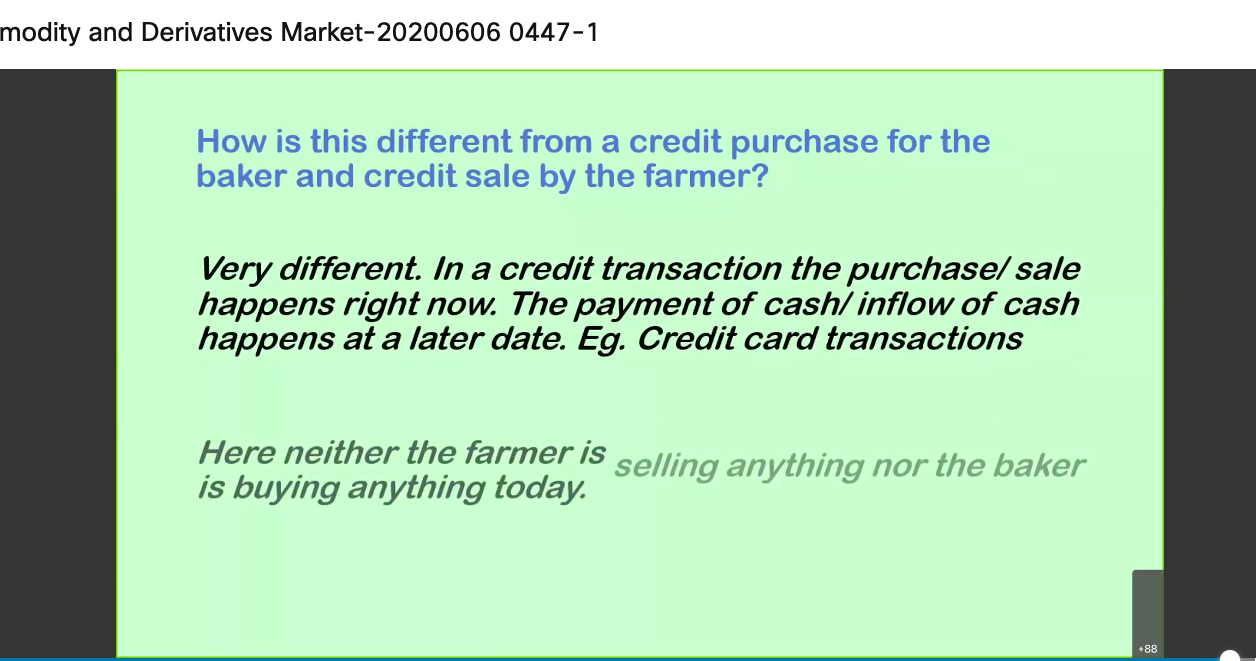 modity and Derivatives Market-20200606 0447-1
How is this different from a credit purchase for the
baker and credit sale by the farmer?
Very different. In a credit transaction the purchase/ sale
happens right now. The payment of cash/ inflow of cash
happens at a later date. Eg. Credit card transactions
Here neither the farmer is selling anything nor the baker
is buying anything today.
+88